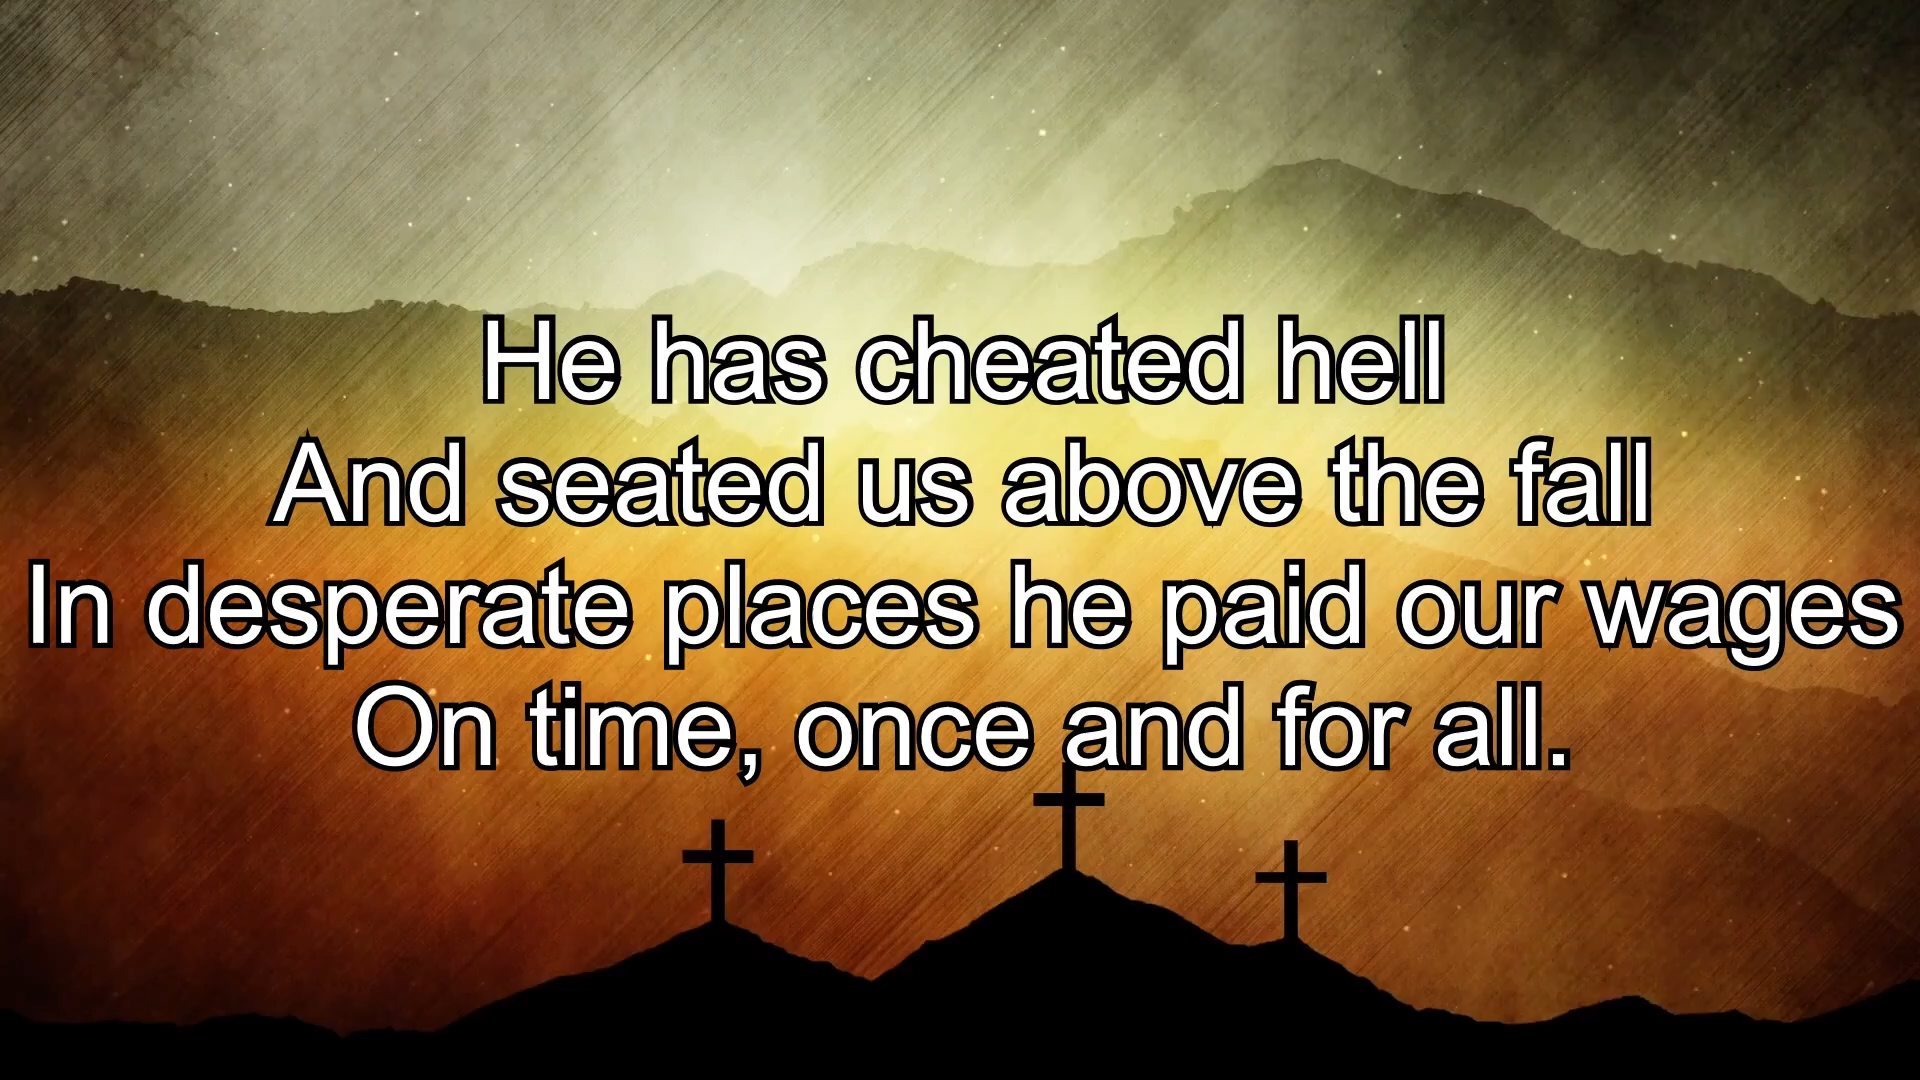 He has cheated hell
And seated us above the fall
In desperate places he paid our wages
On time, once and for all.